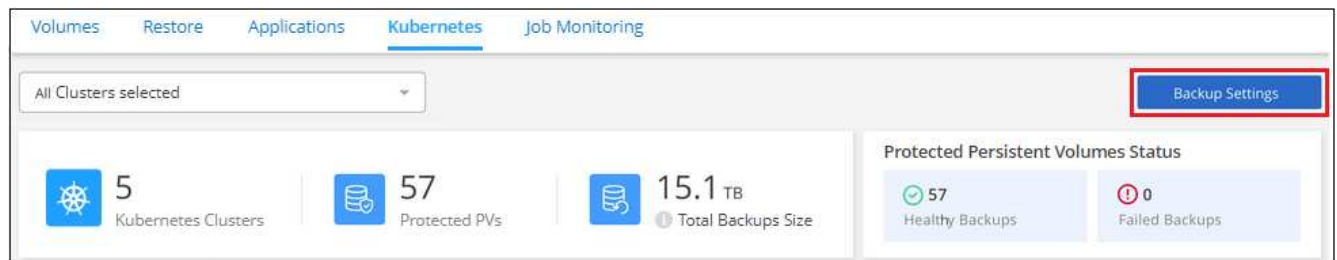 Volumes Restore Applications Kubernetes Job Monitoring
All Clusters selected
Backup Settings
5
Kubernetes Clusters
57
Protected PVs
15.1 TB
Total Backups Size
Protected Persistent Volumes Status
57
Healthy Backups
0
Failed Backups